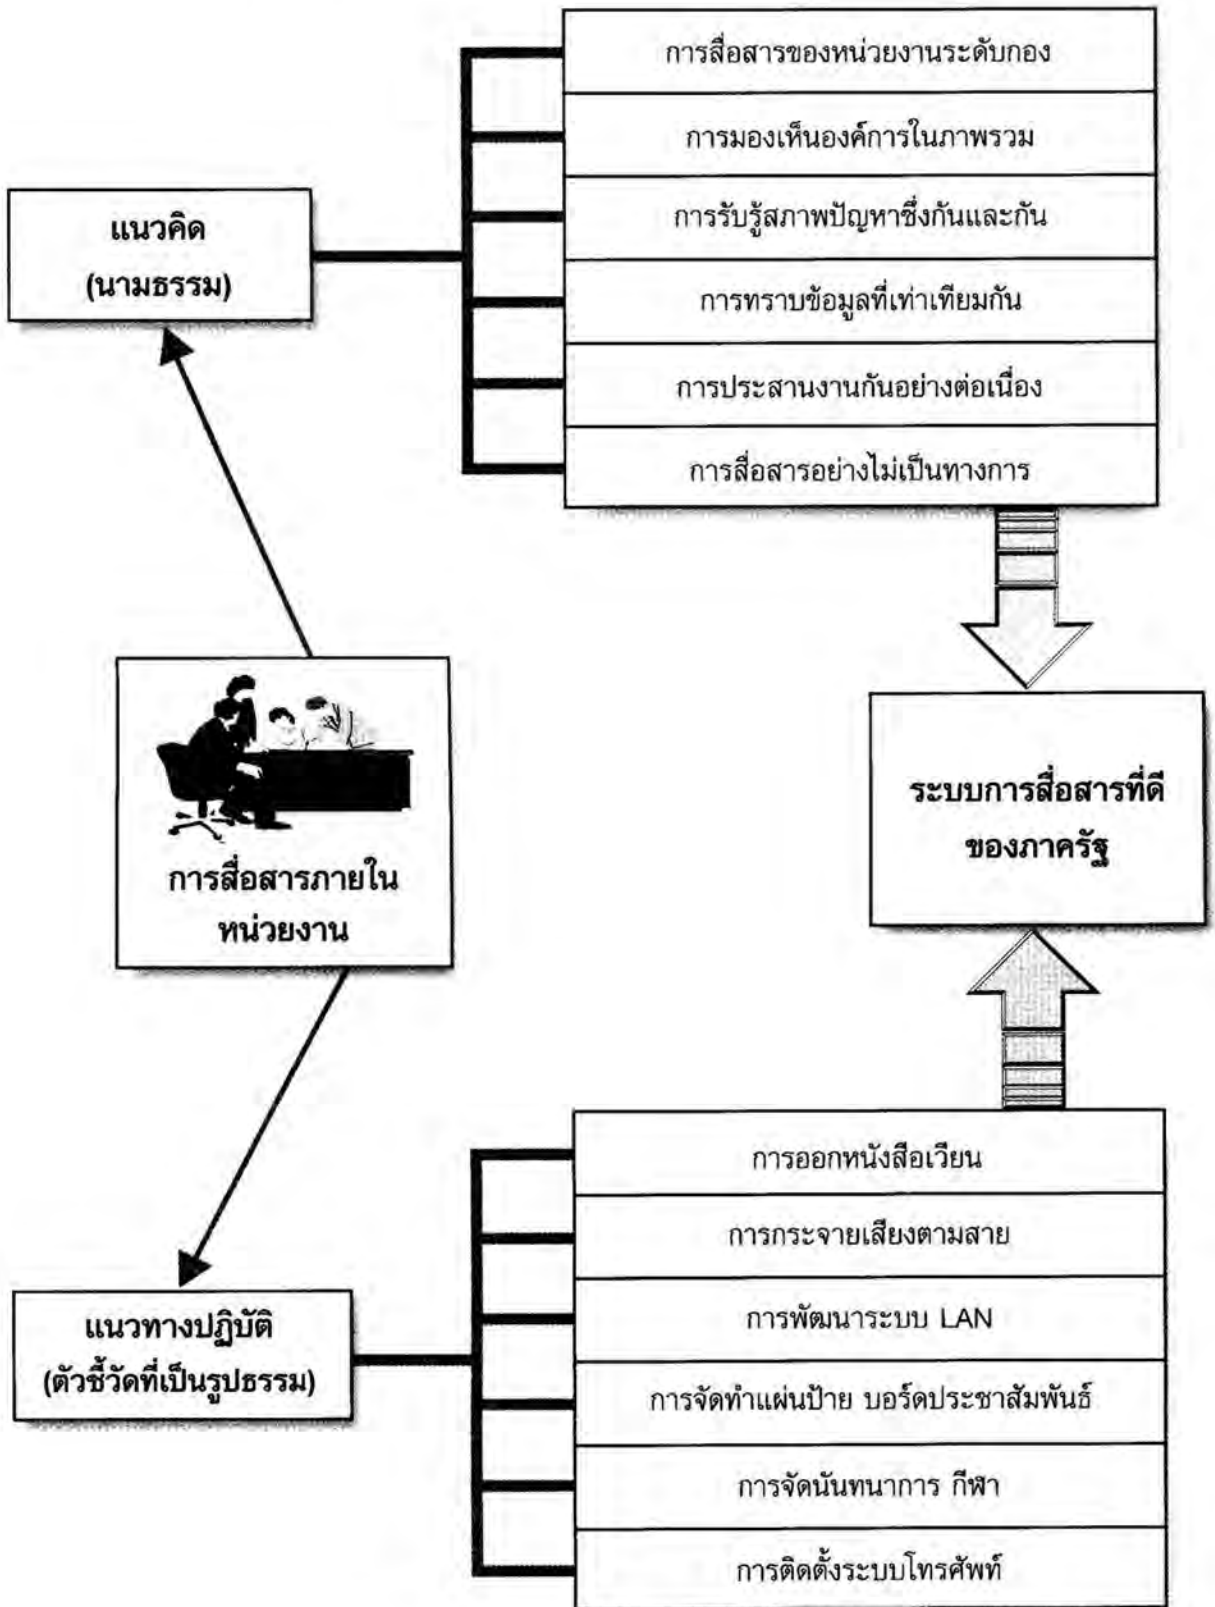 การสื่อสารของหน่วยงานระดับกอง
การมองเห็นองค์การในภาพรวม
การรับรู้สภาพปัญหาซึ่งกันและกัน
การทราบข้อมูลที่เท่าเทียมกัน
การประสานงานกันอย่างต่อเนื่อง
การสื่อสารอย่างไม่เป็นทางการ
แนวคิด
(นามธรรม)
การสื่อสารภายใน
หน่วยงาน
ระบบการสื่อสารที่ดี
ของภาครัฐ
แนวทางปฏิบัติ
(ตัวชี้วัดที่เป็นรูปธรรม)
การออกหนังสือเวียน
การกระจายเสียงตามสาย
การพัฒนาระบบ LAN
การจัดทำแผ่นป้าย บอร์ดประชาสัมพันธ์
การจัดนันทนาการ กีฬา
การติดตั้งระบบโทรศัพท์